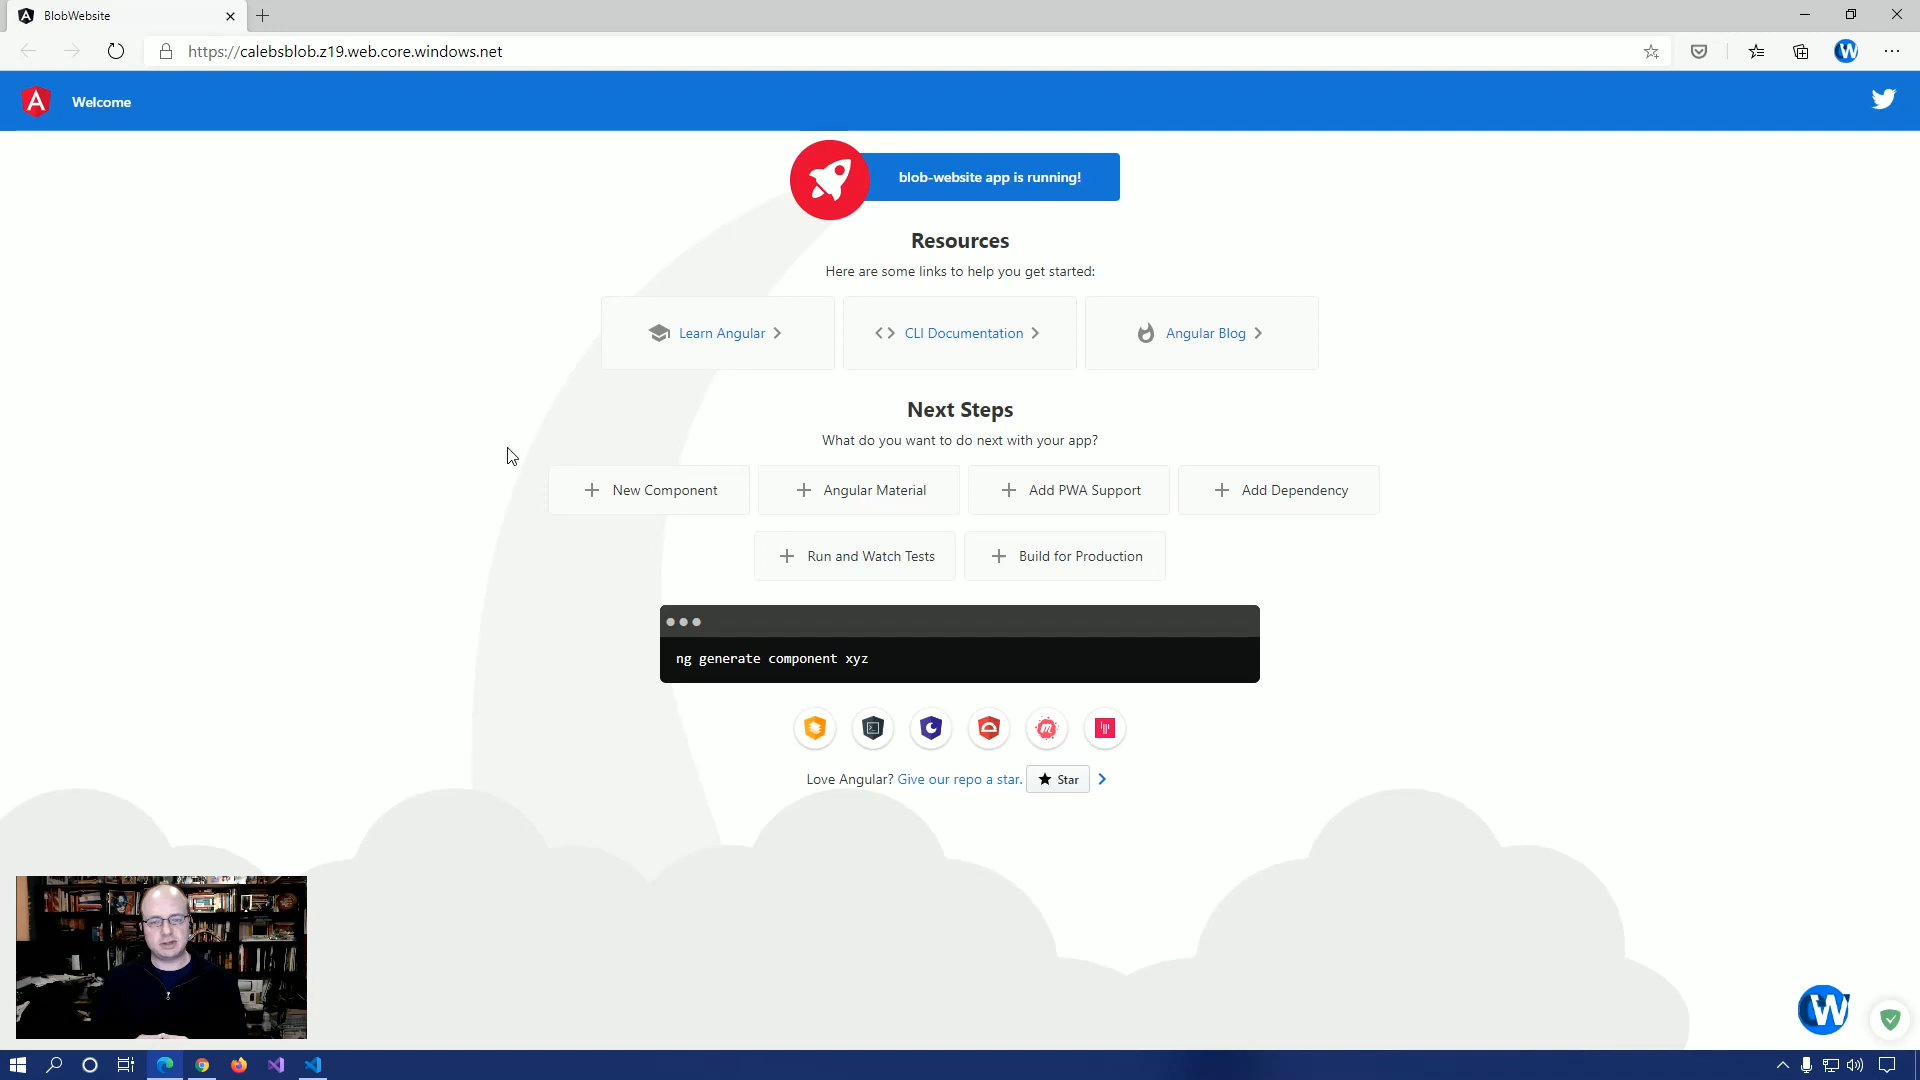 BlobWebsite
https://calebsblob.z19.web.core.windows.net
W
A
Welcome
blob-website app is running!
Resources
Here are some links to help you get started:
Learn Angular
CLI Documentation
Angular Blog
Next Steps
What do you want to do next with your app?
New Component
Angular Material
Add PWA Support
Add Dependency
Run and Watch Tests
Build for Production
ng generate component xyz
m
Love Angular? Give our repo a star. Star
W